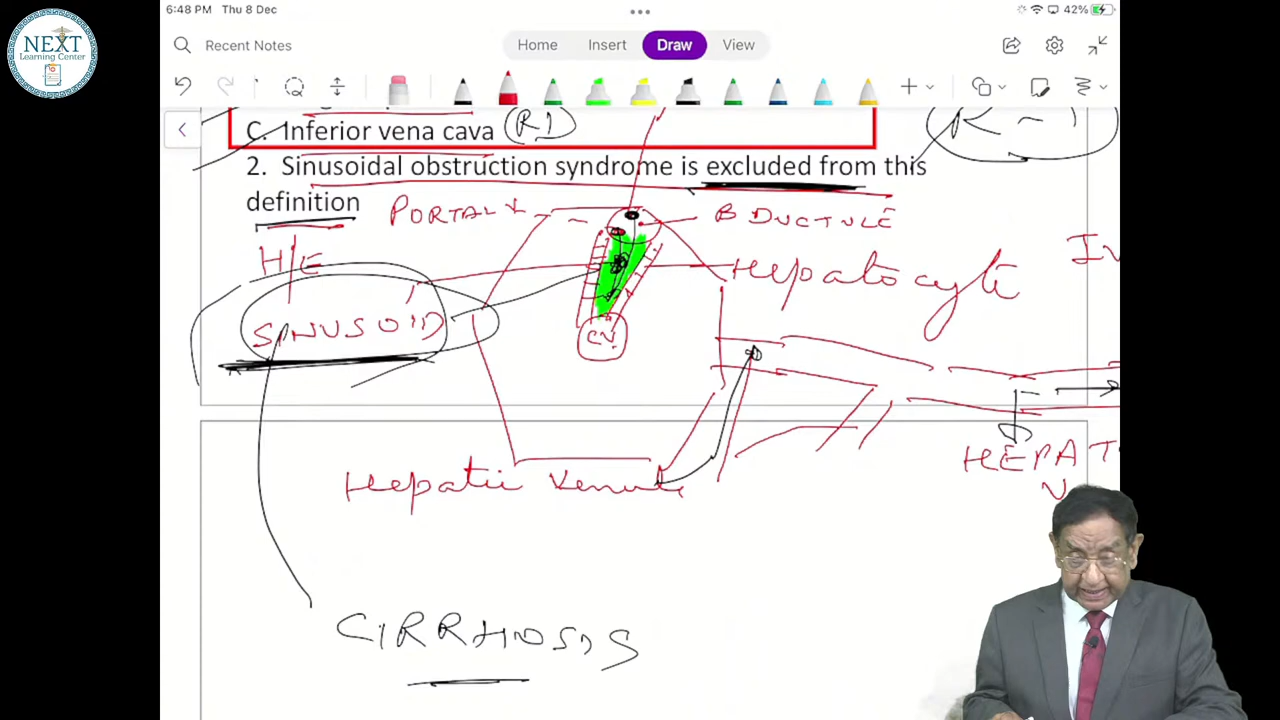 6:48 PM Thu 8 Dec
42%
NEXT
Learning Center
Recent Notes
Home Insert Draw View
C. Inferior vena cava (RI)
2. Sinusoidal obstruction syndrome is excluded from this
definition
PORTAL V
B DUCTULE
H/E
Hepatocyte
SINUSOID
CV
HEPAT
Hepatic Venule
CIRRHOSIS